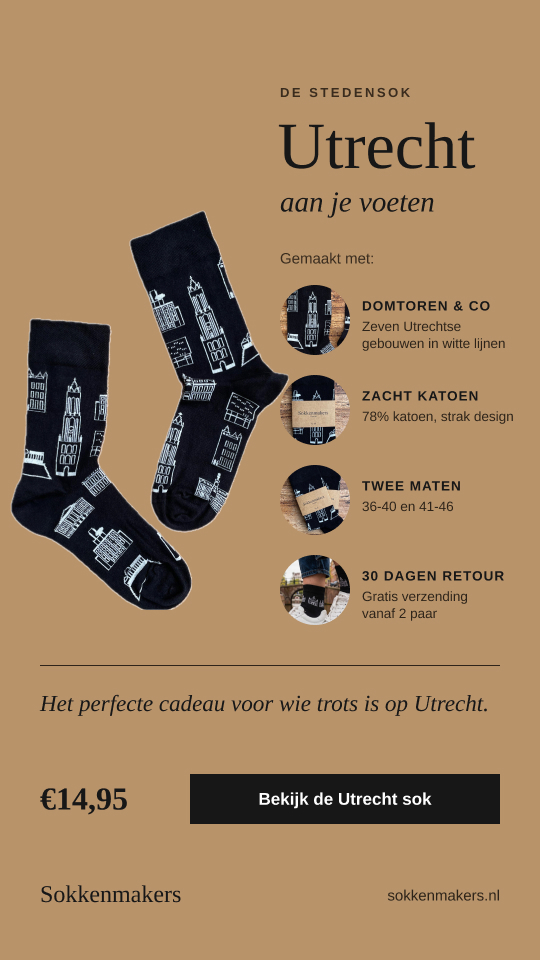 DE STEDENSOK
Utrecht
aan je voeten
Gemaakt met:
DOMTOREN & CO
Zeven Utrechtse
gebouwen in witte lijnen
ZACHT KATOEN
78% katoen, strak design
Sokkenmakers
TWEE MATEN
36-40 en 41-46
30 DAGEN RETOUR
Gratis verzending
vanaf 2 paar
Het perfecte cadeau voor wie trots is op Utrecht.
€14,95
Bekijk de Utrecht sok
Sokkenmakers
sokkenmakers.nl